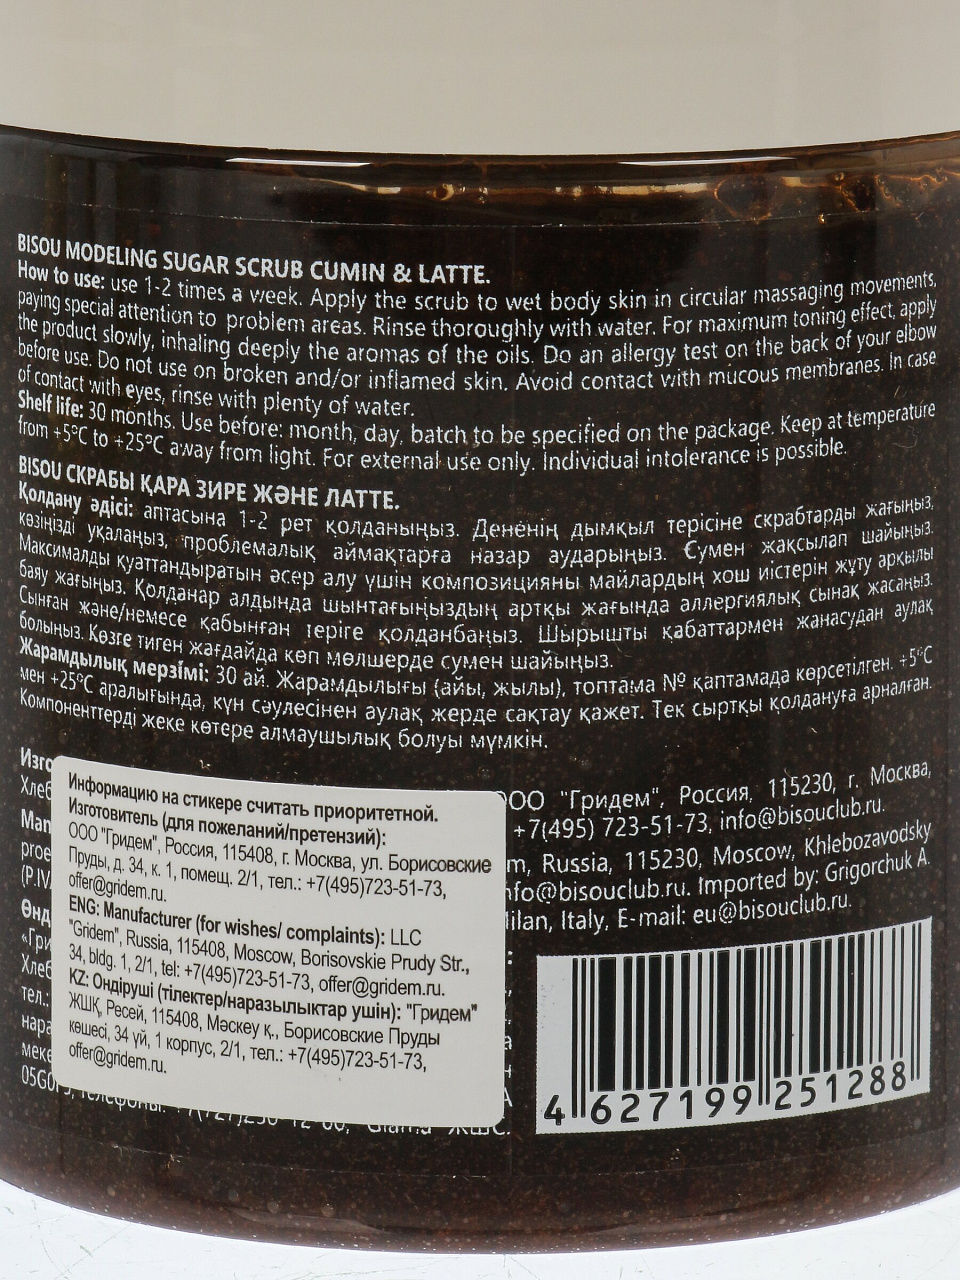 BISOU MODELING SUGAR SCRUB CUMIN & LATTE.
How to use: use 1-2 times a week. Apply the scrub to wet body skin in circular massaging movements,
paying special attention to problem areas. Rinse thoroughly with water. For maximum toning effect, apply
the product slowly, inhaling deeply the aromas of the oils. Do an allergy test on the back of your elbow
before use. Do not use on broken and/or inflamed skin. Avoid contact with mucous membranes. In case
of contact with eyes, rinse with plenty of water.
Shelf life: 30 months. Use before: month, day, batch to be specified on the package. Keep at temperature
from +5°C to +25°C away from light. For external use only. Individual intolerance is possible.
BISOU СКРАБЫ ҚАРА ЗИРЕ ЖӘНЕ ЛАТТЕ.
Қолдану әдісі: аптасына 1-2 рет қолданыңыз. Дененің дымқыл терісіне скрабтарды жағыңыз,
көзіңізді уқалаңыз, проблемалық аймақтарға назар аударыңыз. Сумен жақсылап шайыңыз.
Максималды қуаттандыратын әсер алу үшін композицияны майлардың хош иістерін жұту арқылы
баяу жағыңыз. Қолданар алдында шынтағыңыздың артқы жағында аллергиялық сынақ жасаңыз.
Сынған және/немесе қабынған теріге қолданбаңыз. Шырышты қабаттармен жанасудан аулақ
болыңыз. Көзге тиген жағдайда көп мөлшерде сумен шайыңыз.
Жарамдылық мерзімі: 30 ай. Жарамдылығы (айы, жылы), топтама № қаптамада көрсетілген. +5°C
мен +25°C аралығында, күн сәулесінен аулақ жерде сақтау қажет. Тек сыртқы қолдануға арналған.
Компоненттерді жеке көтере алмаушылық болуы мүмкін.
ООО "Гридем", Россия, 115230, г. Москва,
+7(495) 723-51-73, info@bisouclub.ru.
Russia, 115230, Moscow, Khlebozavodsky
info@bisouclub.ru. Imported by: Grigorchuk A.
Milan, Italy, E-mail: eu@bisouclub.ru.
Информацию на стикере считать приоритетной.
Изготовитель (для пожеланий/претензий):
ООО "Гридем", Россия, 115408, г. Москва, ул. Борисовские
Пруды, д. 34, к. 1, помещ. 2/1, тел.: +7(495)723-51-73,
offer@gridem.ru.
ENG: Manufacturer (for wishes/ complaints): LLC
"Gridem", Russia, 115408, Moscow, Borisovskie Prudy Str.,
34, bldg. 1, 2/1, tel: +7(495)723-51-73, offer@gridem.ru.
KZ: Өндіруші (тілектер/наразылықтар үшін): "Гридем"
ЖШҚ, Ресей, 115408, Мәскеу қ., Борисовские Пруды
көшесі, 34 үй, 1 корпус, 2/1, тел.: +7(495)723-51-73,
offer@gridem.ru.
4 627199 251288